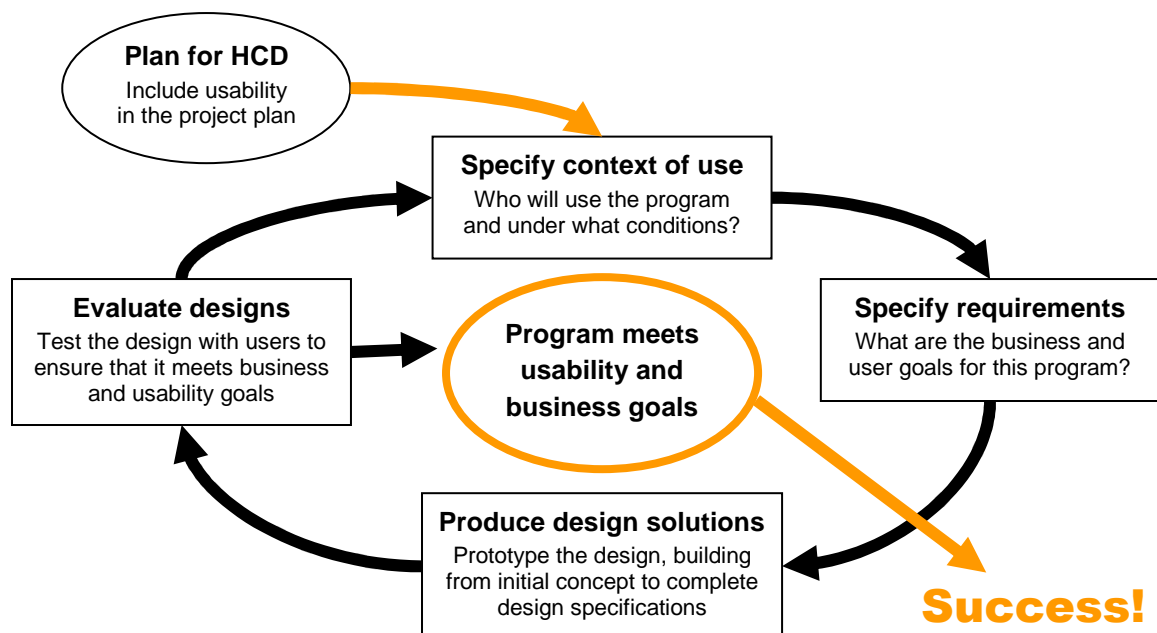 Plan for HCD
Include usability
in the project plan
Specify context of use
Who will use the program
and under what conditions?
Specify requirements
What are the business and
user goals for this program?
Produce design solutions
Prototype the design, building
from initial concept to complete
design specifications
Evaluate designs
Test the design with users to
ensure that it meets business
and usability goals
Program meets
usability and
business goals
Success!